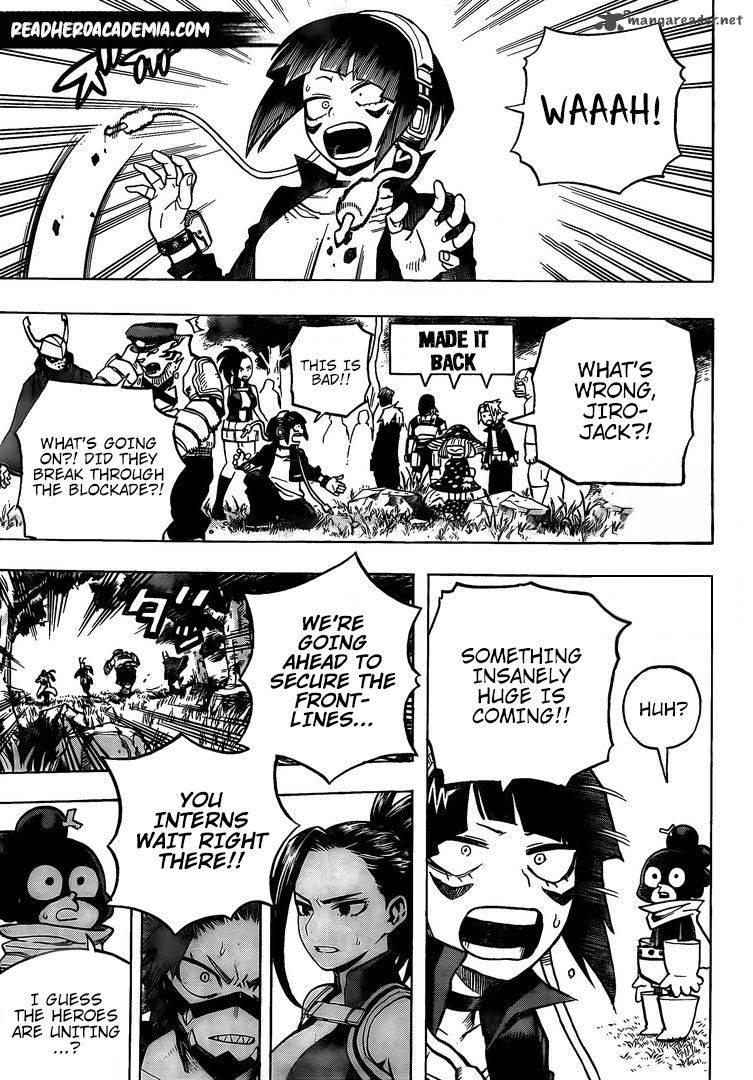 READHEROACADEMIA.COM
mangareader.net
WAAAH!
WHAT'S
WRONG,
JIRO-
JACK?!
MADE IT
BACK
THIS IS
BAD!!
WHAT'S GOING
ON?! DID THEY
BREAK THROUGH
THE BLOCKADE?!
HUH?
SOMETHING
INSANELY
HUGE IS
COMING!!
WE'RE
GOING
AHEAD TO
SECURE THE
FRONT-
LINES...
ダッ
YOU
INTERNS
WAIT RIGHT
THERE!!
I GUESS
THE HEROES
ARE UNITING
...?